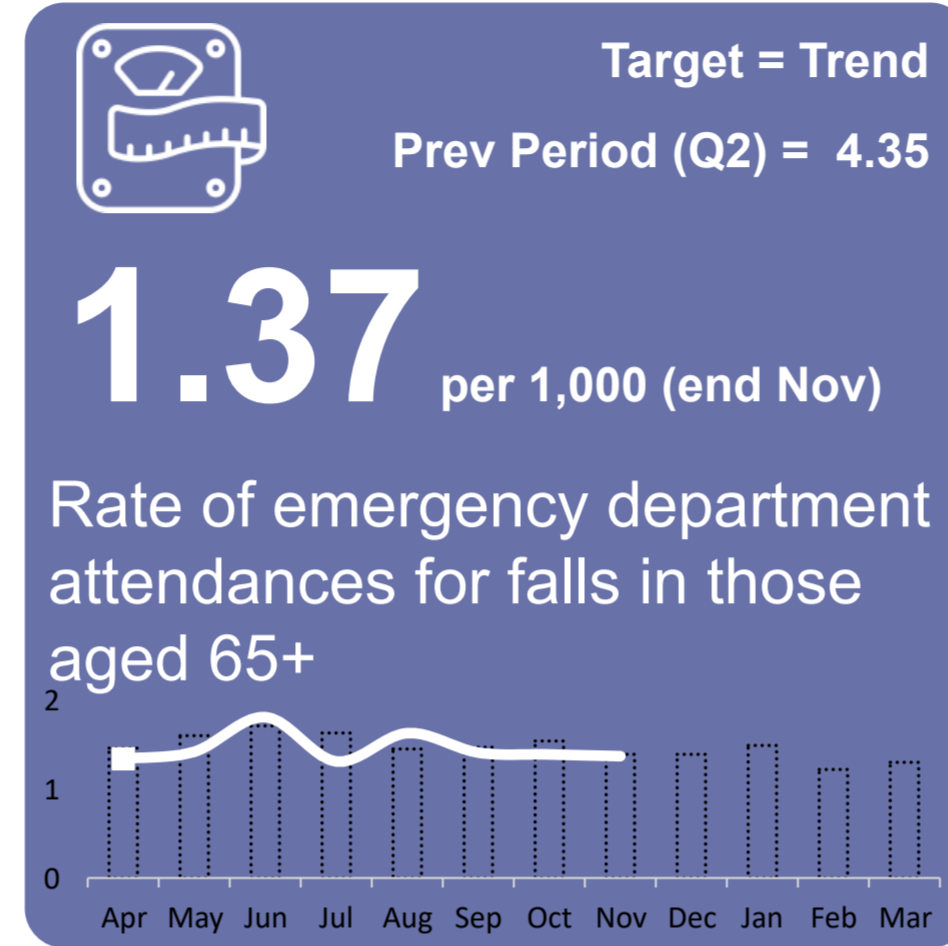 Target = Trend
Prev Period (Q2) = 4.35
1.37 per 1,000 (end Nov)
Rate of emergency department
attendances for falls in those
aged 65+
2
1
0
Apr May Jun Jul Aug Sep Oct Nov Dec Jan Feb Mar